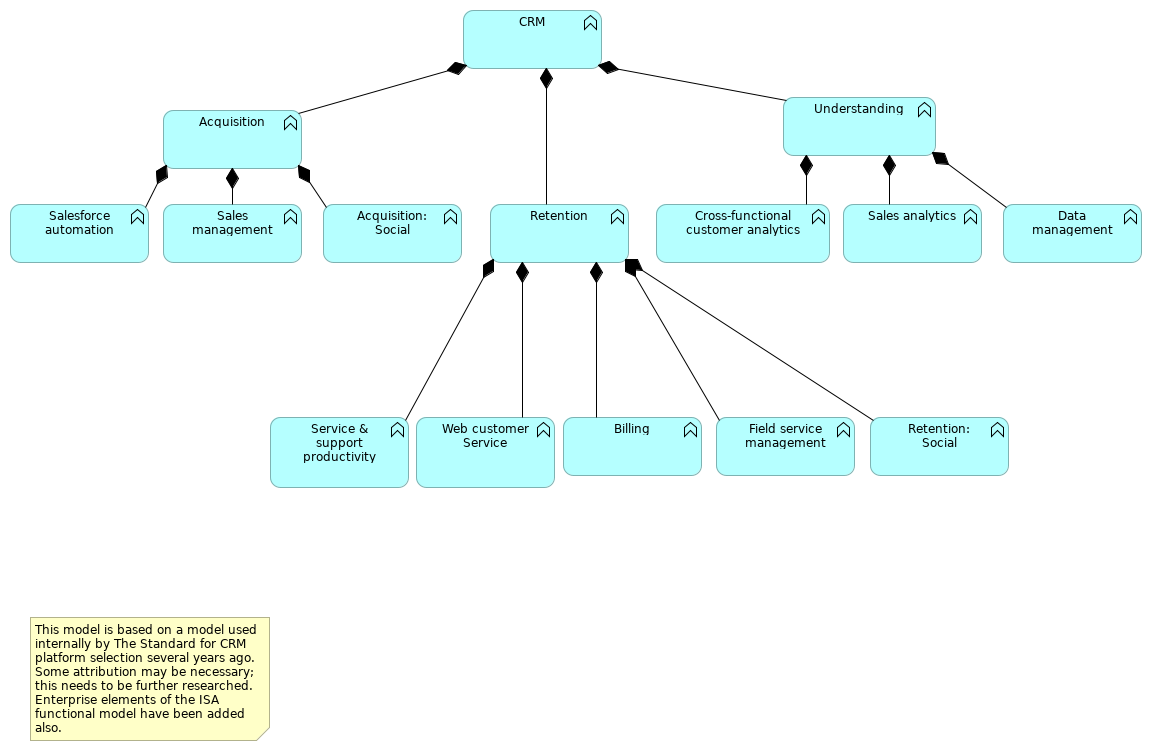 CRM
Understanding
Acquisition
Salesforce
automation
Sales
management
Acquisition:
Social
Retention
Cross-functional
customer analytics
Sales analytics
Data
management
Service &
support
productivity
Web customer
Service
Billing
Field service
management
Retention:
Social
This model is based on a model used
internally by The Standard for CRM
platform selection several years ago.
Some attribution may be necessary;
this needs to be further researched.
Enterprise elements of the ISA
functional model have been added
also.